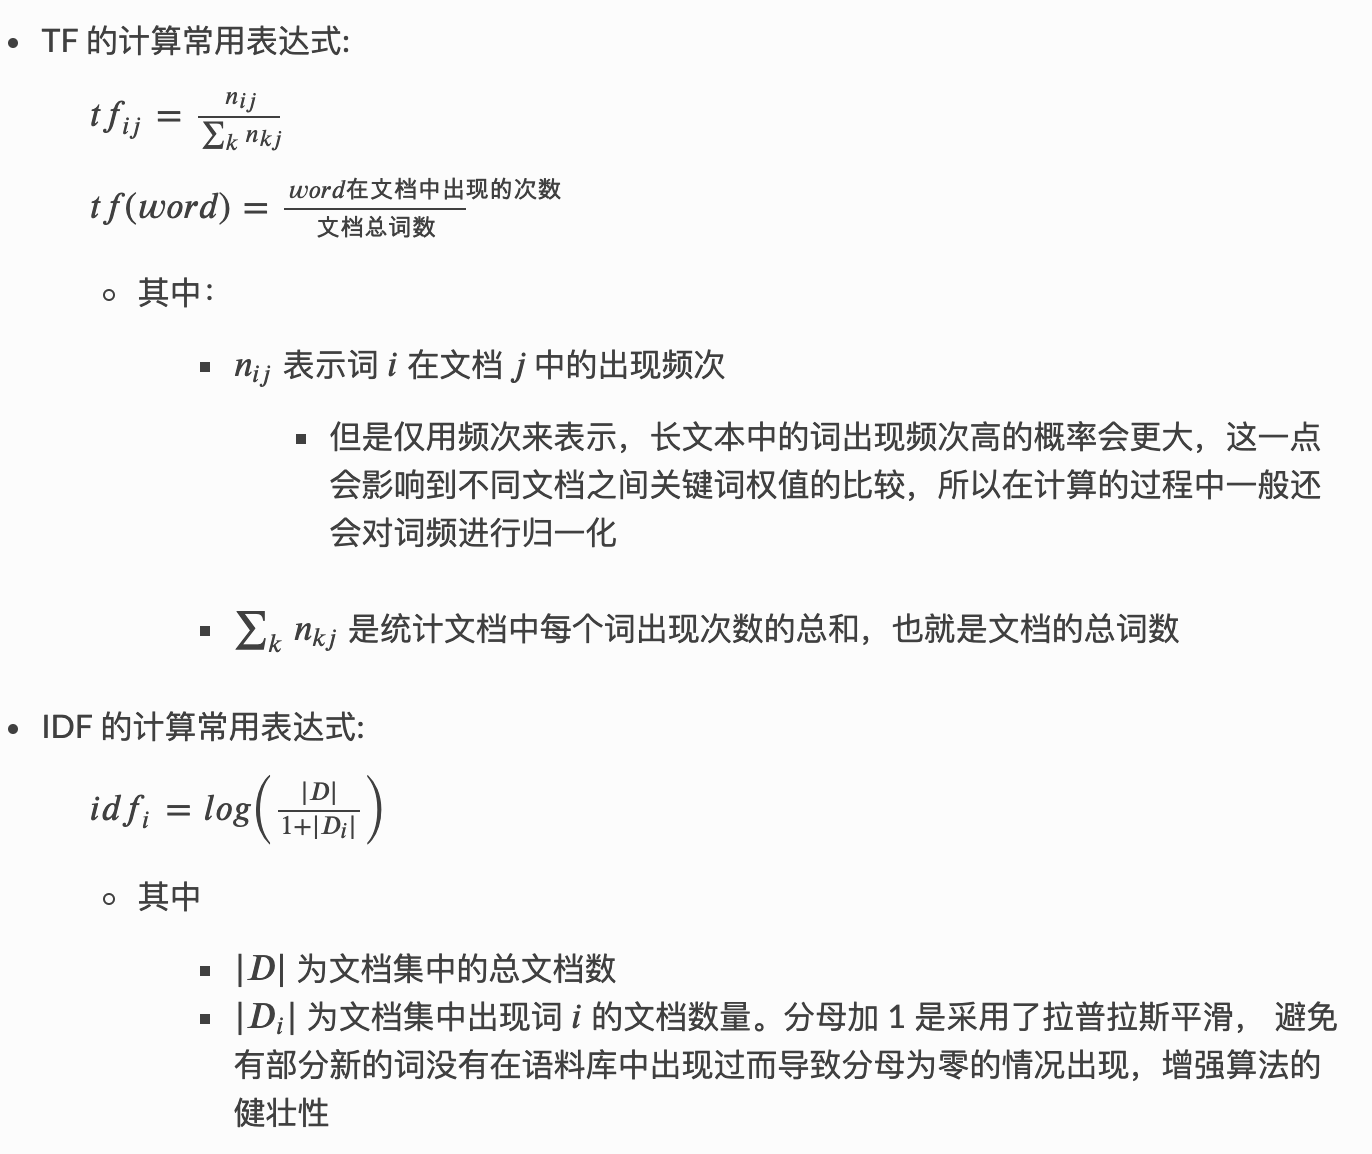 • TF 的计算常用表达式:
tf_{ij} = \frac{n_{ij}}{\sum_k n_{kj}}
tf(word) = \frac{word在文档中出现的次数}{文档总词数}
◦ 其中：
▪ n_{ij} 表示词 i 在文档 j 中的出现频次
▪ 但是仅用频次来表示，长文本中的词出现频次高的概率会更大，这一点
会影响到不同文档之间关键词权值的比较，所以在计算的过程中一般还
会对词频进行归一化
▪ \sum_k n_{kj} 是统计文档中每个词出现次数的总和，也就是文档的总词数
• IDF 的计算常用表达式:
idf_i = log\left(\frac{|D|}{1+|D_i|}\right)
◦ 其中
▪ |D| 为文档集中的总文档数
▪ |D_i| 为文档集中出现词 i 的文档数量。分母加 1 是采用了拉普拉斯平滑， 避免
有部分新的词没有在语料库中出现过而导致分母为零的情况出现，增强算法的
健壮性